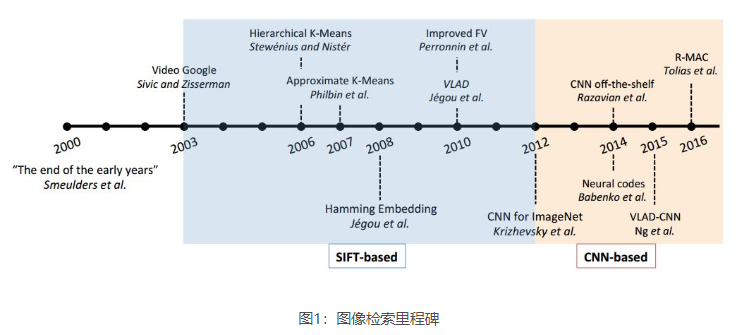 Hierarchical K-Means
Stewénius and Nistér
Improved FV
Perronnin et al.
R-MAC
Tolias et al.
Video Google
Sivic and Zisserman
Approximate K-Means
Philbin et al.
VLAD
Jégou et al.
CNN off-the-shelf
Razavian et al.
2000
2003
2006
2007
2008
2010
2012
2014
2015
2016
“The end of the early years”
Smeulders et al.
Hamming Embedding
Jégou et al.
CNN for ImageNet
Krizhevsky et al.
Neural codes
Babenko et al.
VLAD-CNN
Ng et al.
SIFT-based
CNN-based
图1：图像检索里程碑